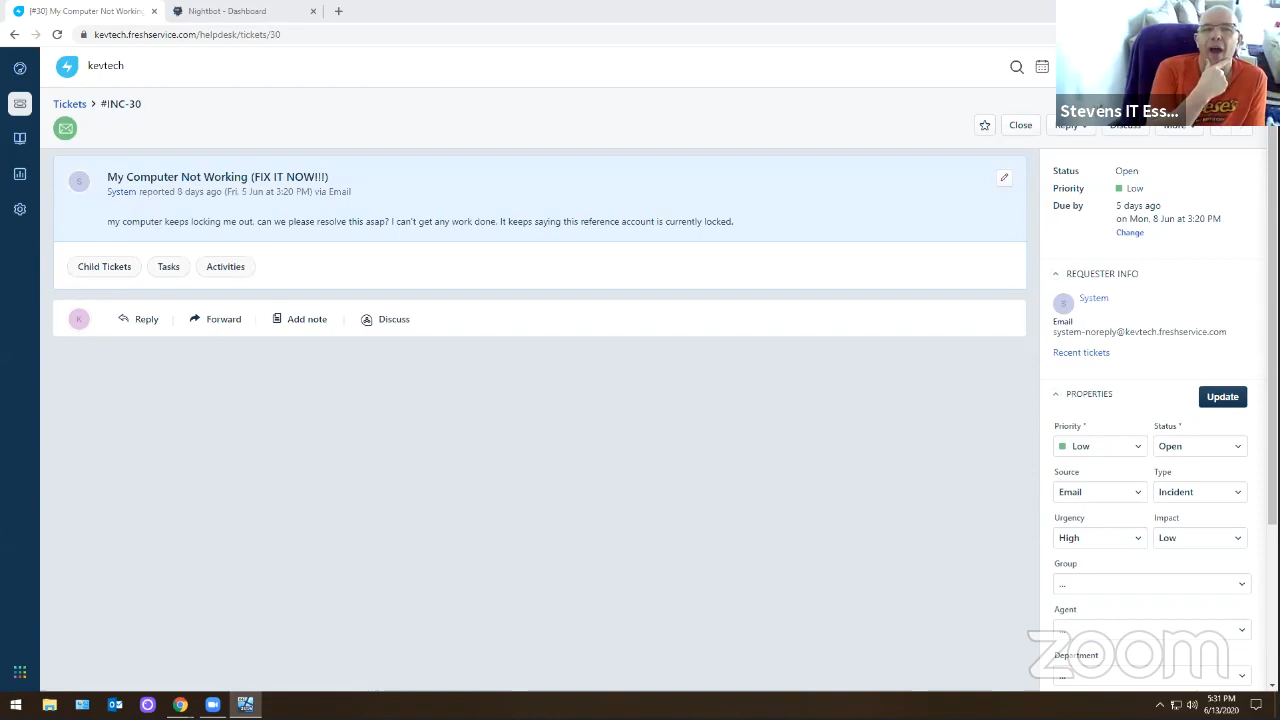 [#30] My Computer Not Working
Nightbot - Dashboard
kevtech.freshservice.com/helpdesk/tickets/30
kevtech
Tickets > #INC-30
Close
Reply
Discuss
More
Stevens IT Ess...
S
My Computer Not Working (FIX IT NOW!!!)
System reported 8 days ago (Fri, 5 Jun at 3:20 PM) via Email
my computer keeps locking me out, can we please resolve this asap? I can't get any work done. It keeps saying this reference account is currently locked.
Child Tickets
Tasks
Activities
K
Reply
Forward
Add note
Discuss
Status
Open
Priority
Low
Due by
5 days ago
on Mon, 8 Jun at 3:20 PM
Change
REQUESTER INFO
S
System
Email
system-noreply@kevtech.freshservice.com
Recent tickets
PROPERTIES
Update
Priority *
Status *
Low
Open
Source
Type
Email
Incident
Urgency
Impact
High
Low
Group
...
Agent
...
Department
...
zoom
5:31 PM
6/13/2020